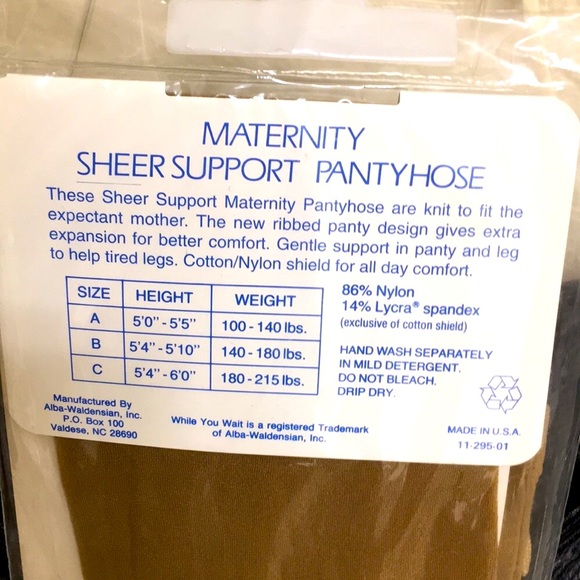 MATERNITY
SHEER SUPPORT PANTYHOSE
These Sheer Support Maternity Pantyhose are knit to fit the
expectant mother. The new ribbed panty design gives extra
expansion for better comfort. Gentle support in panty and leg
to help tired legs. Cotton/Nylon shield for all day comfort.
SIZE HEIGHT WEIGHT
A 5'0" - 5'5" 100 - 140 lbs.
B 5'4" - 5'10" 140 - 180 lbs.
C 5'4" - 6'0" 180 - 215 lbs.
86% Nylon
14% Lycra® spandex
(exclusive of cotton shield)
HAND WASH SEPARATELY
IN MILD DETERGENT.
DO NOT BLEACH.
DRIP DRY.
Manufactured By
Alba-Waldensian, Inc.
P.O. Box 100
Valdese, NC 28690
While You Wait is a registered Trademark
of Alba-Waldensian, Inc.
MADE IN U.S.A.
11-295-01